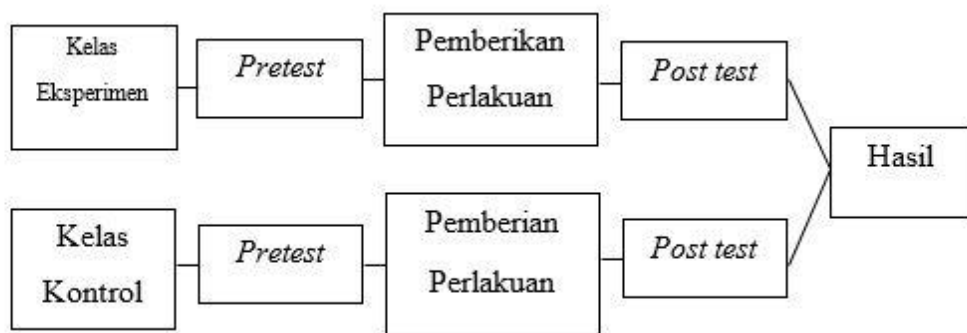 Kelas
Eksperimen
Pretest
Pemberikan
Perlakuan
Post test
Hasil
Kelas
Kontrol
Pretest
Pemberian
Perlakuan
Post test